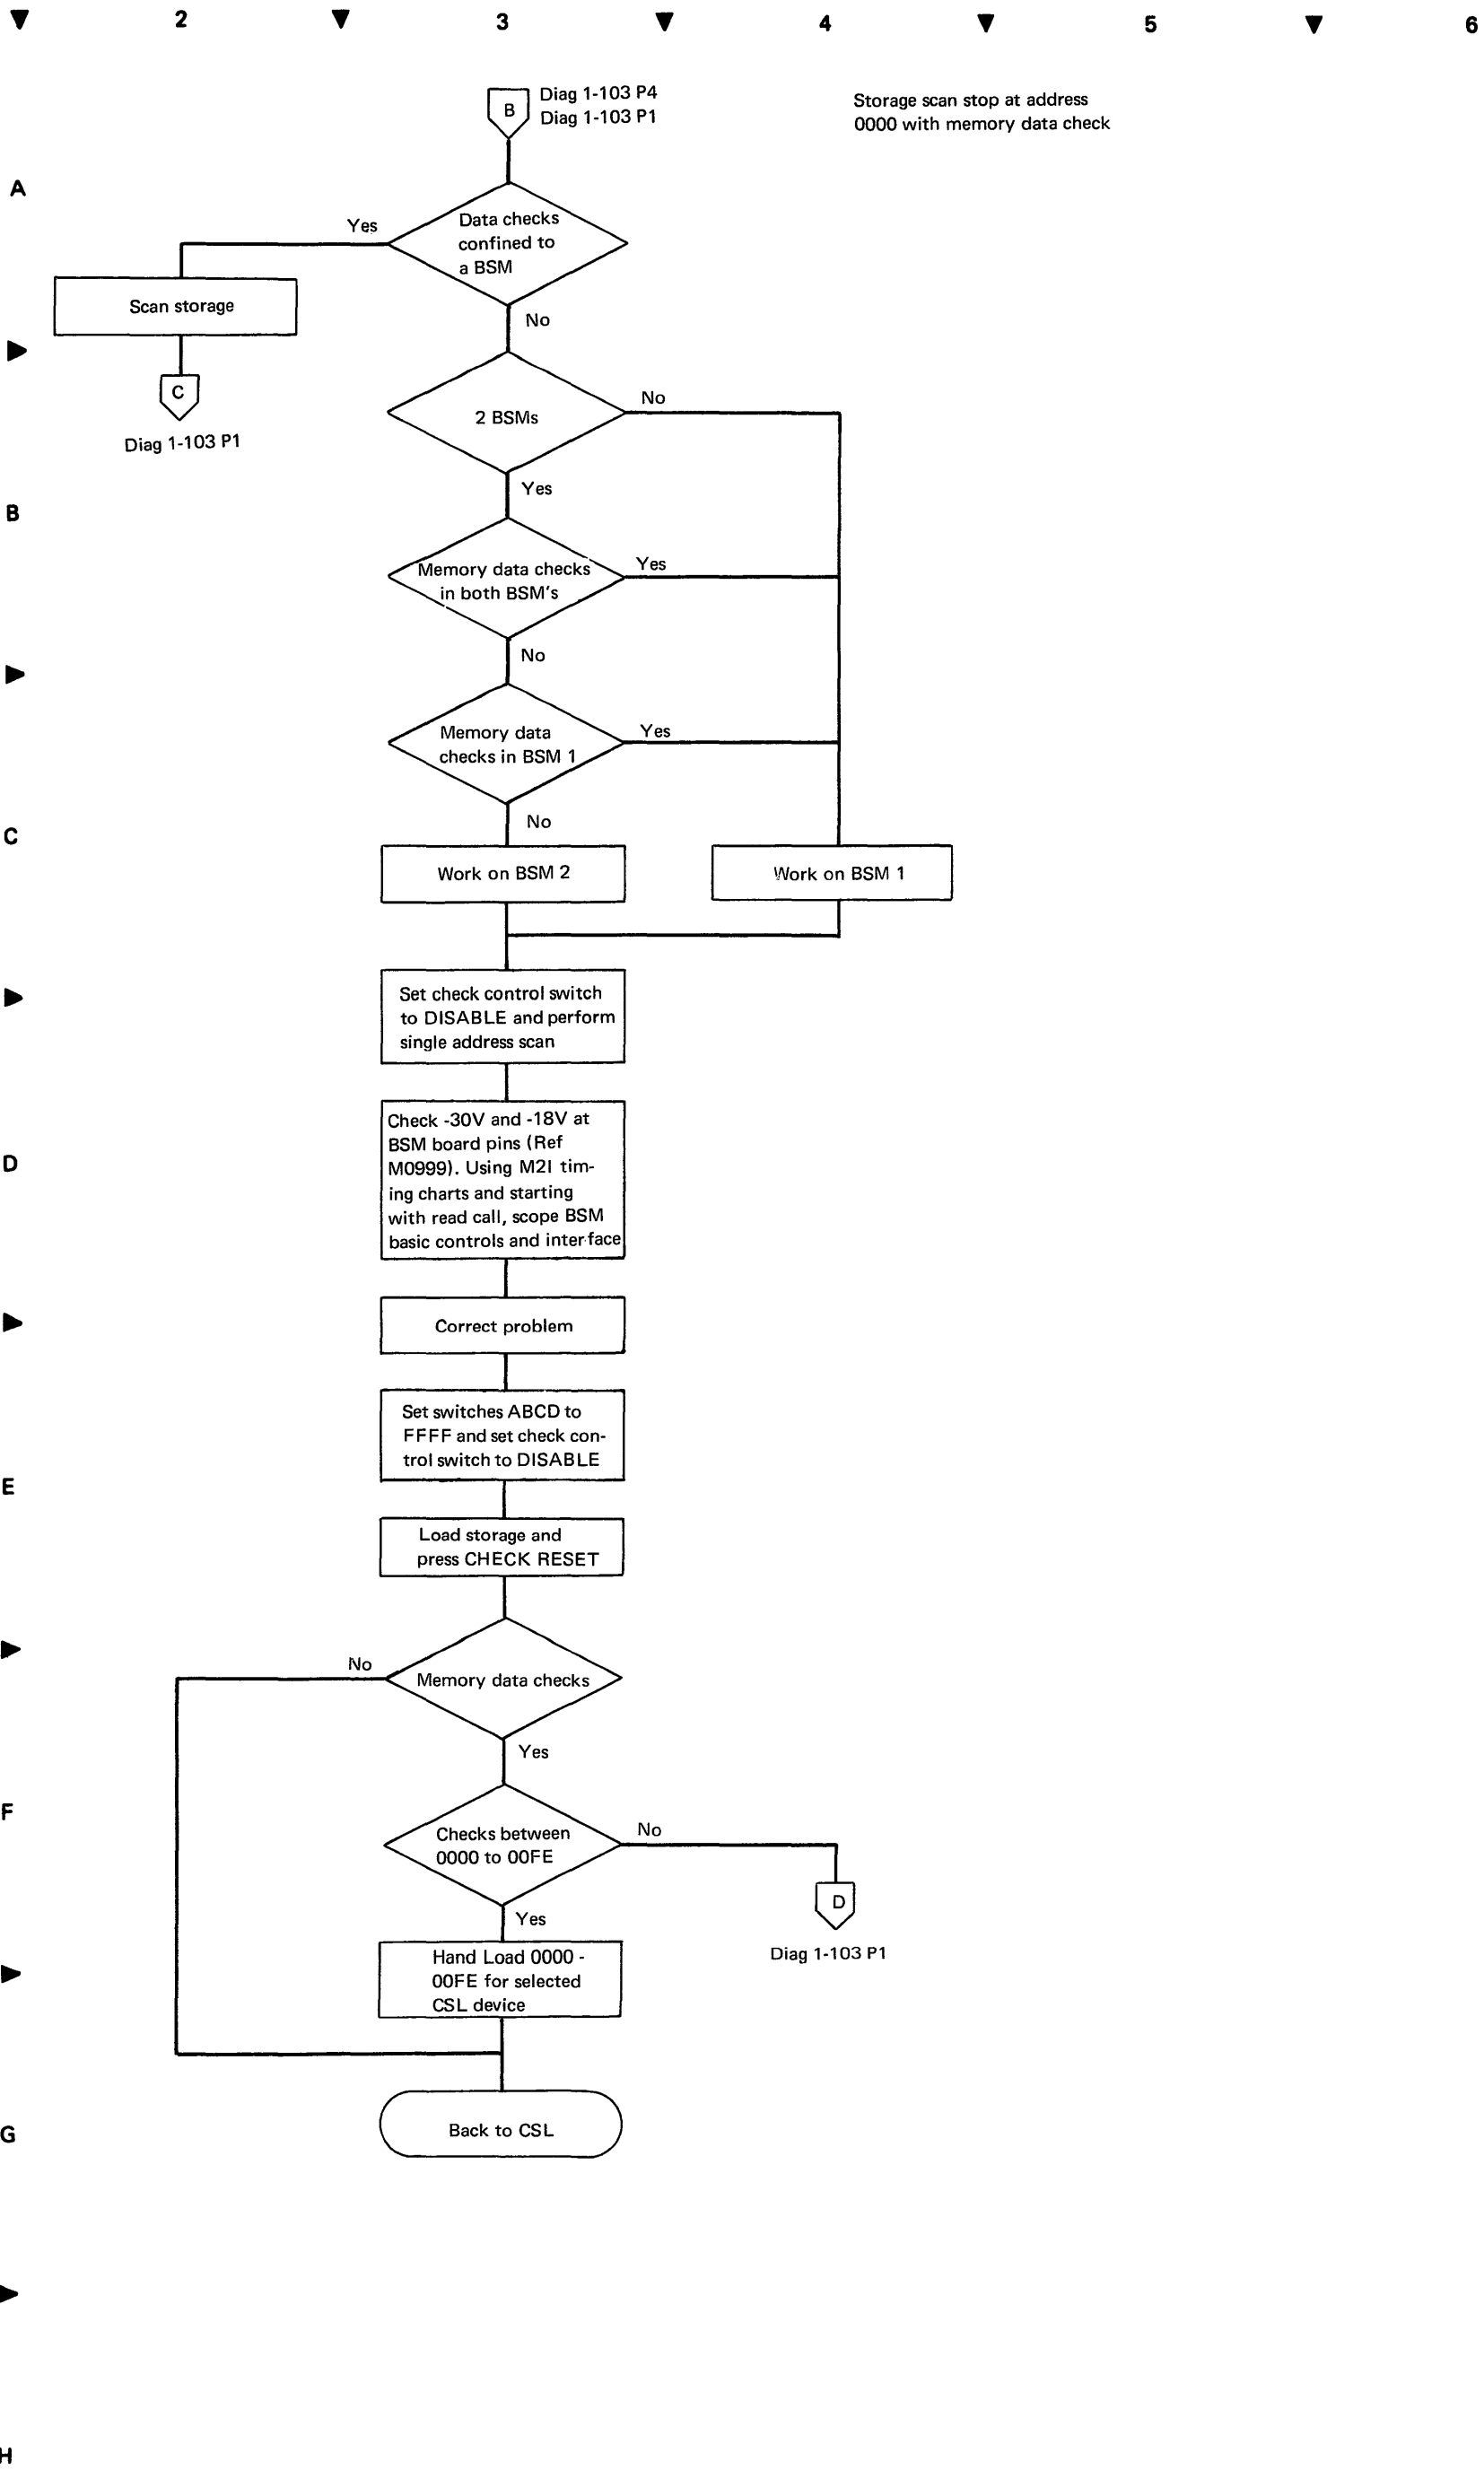 2 3 4 5 6
B
Diag 1-103 P4
Diag 1-103 P1
Storage scan stop at address
0000 with memory data check
A
Yes
Data checks
confined to
a BSM
Scan storage
No
C
Diag 1-103 P1
2 BSMs
No
Yes
B
Memory data checks
in both BSM's
Yes
No
Memory data
checks in BSM 1
Yes
No
C
Work on BSM 2
Work on BSM 1
Set check control switch
to DISABLE and perform
single address scan
D
Check -30V and -18V at
BSM board pins (Ref
M0999). Using M2I tim-
ing charts and starting
with read call, scope BSM
basic controls and interface
Correct problem
Set switches ABCD to
FFFF and set check con-
trol switch to DISABLE
E
Load storage and
press CHECK RESET
No
Memory data checks
Yes
F
Checks between
0000 to 00FE
No
D
Diag 1-103 P1
Yes
Hand Load 0000 -
00FE for selected
CSL device
G
Back to CSL
H